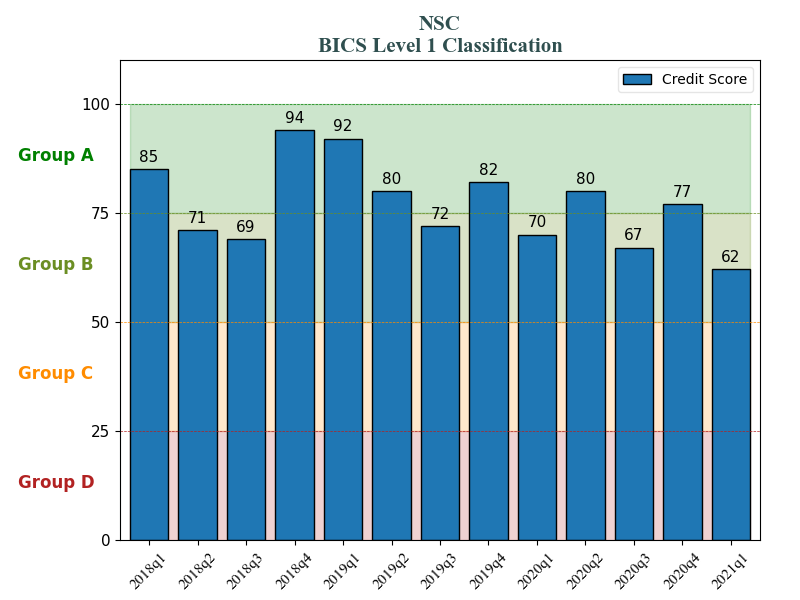 NSC
BICS Level 1 Classification
Credit Score
100
75
50
25
0
Group A
Group B
Group C
Group D
85
71
69
94
92
80
72
82
70
80
67
77
62
2018q1
2018q2
2018q3
2018q4
2019q1
2019q2
2019q3
2019q4
2020q1
2020q2
2020q3
2020q4
2021q1